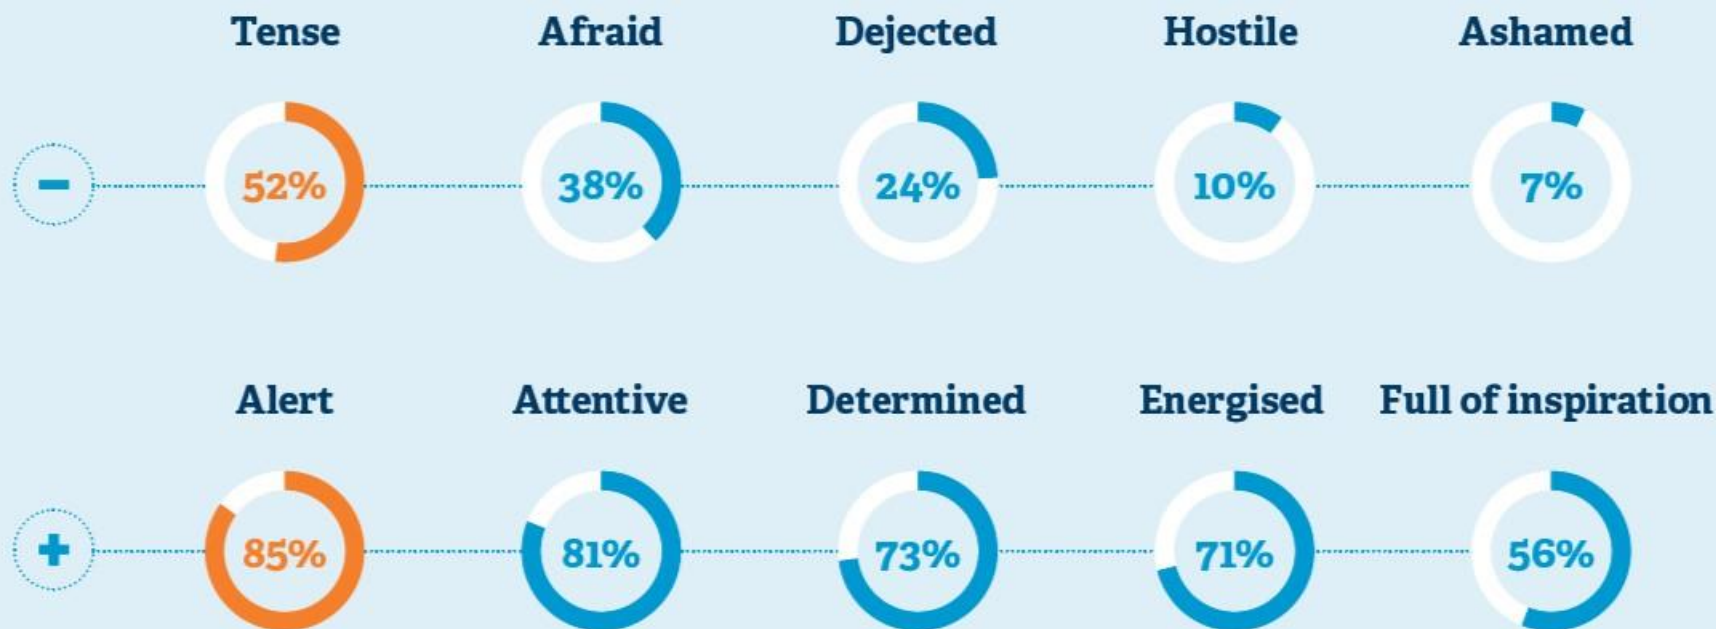 Tense Afraid Dejected Hostile Ashamed
− 52% 38% 24% 10% 7%
Alert Attentive Determined Energised Full of inspiration
+ 85% 81% 73% 71% 56%